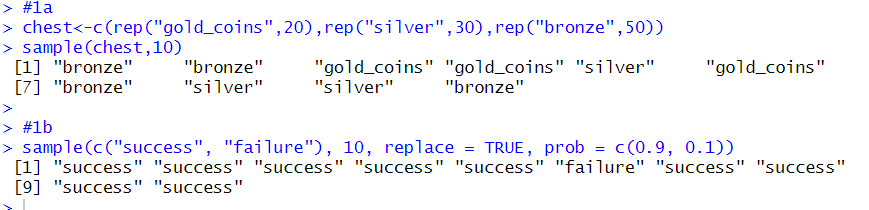 > #1a
> chest<-c(rep("gold_coins",20),rep("silver",30),rep("bronze",50))
> sample(chest,10)
 [1] "bronze"     "bronze"     "gold_coins" "gold_coins" "silver"     "gold_coins"
 [7] "bronze"     "silver"     "silver"     "bronze"
>
> #1b
> sample(c("success", "failure"), 10, replace = TRUE, prob = c(0.9, 0.1))
 [1] "success" "success" "success" "success" "success" "failure" "success" "success"
 [9] "success" "success"
>